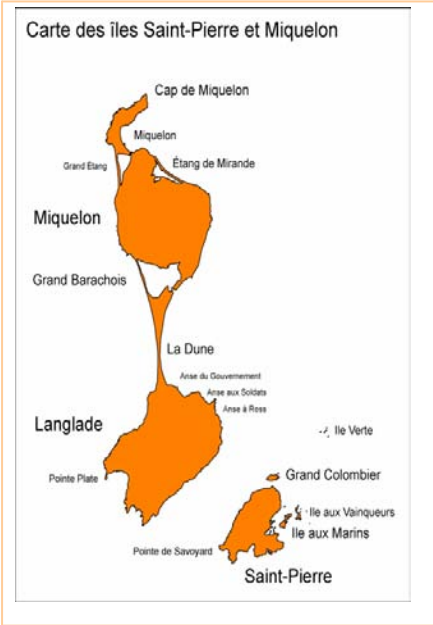 Carte des îles Saint-Pierre et Miquelon
Cap de Miquelon
Miquelon
Grand Étang
Étang de Mirande
Miquelon
Grand Barachois
La Dune
Anse du Gouvernement
Anse aux Soldats
Anse à Ross
Langlade
Ile Verte
Pointe Plate
Grand Colombier
Ile aux Vainqueurs
Ile aux Marins
Pointe de Savoyard
Saint-Pierre